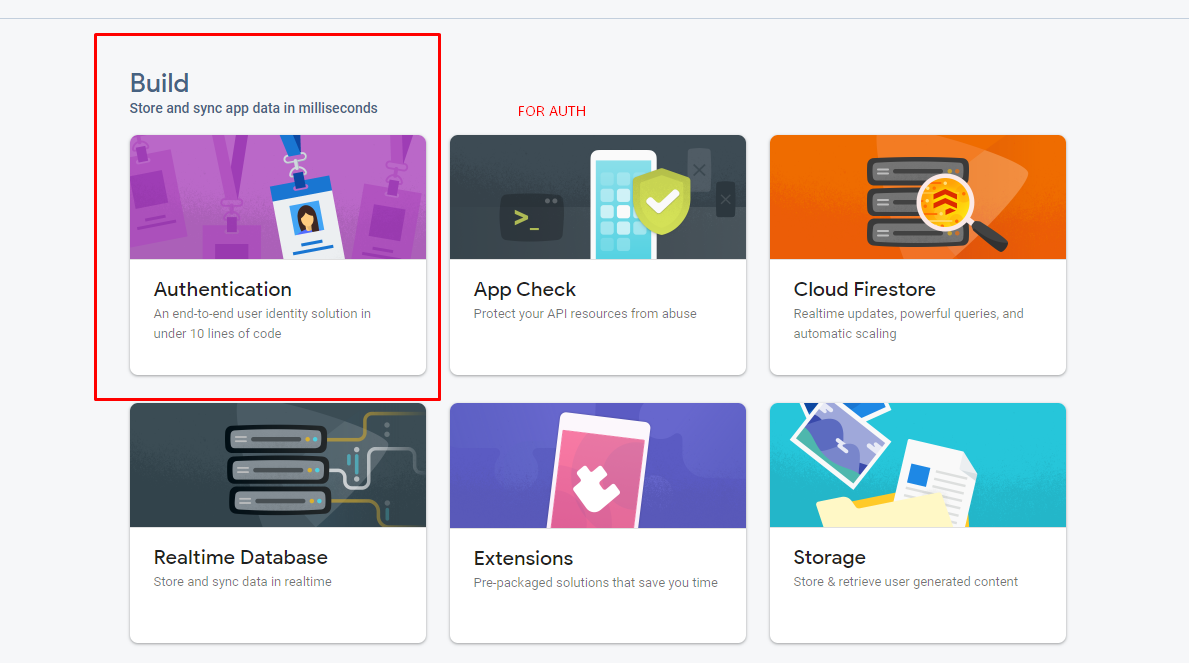 Build
Store and sync app data in milliseconds
FOR AUTH
>_
Authentication
An end-to-end user identity solution in
under 10 lines of code
App Check
Protect your API resources from abuse
Cloud Firestore
Realtime updates, powerful queries, and
automatic scaling
Realtime Database
Store and sync data in realtime
Extensions
Pre-packaged solutions that save you time
Storage
Store & retrieve user generated content